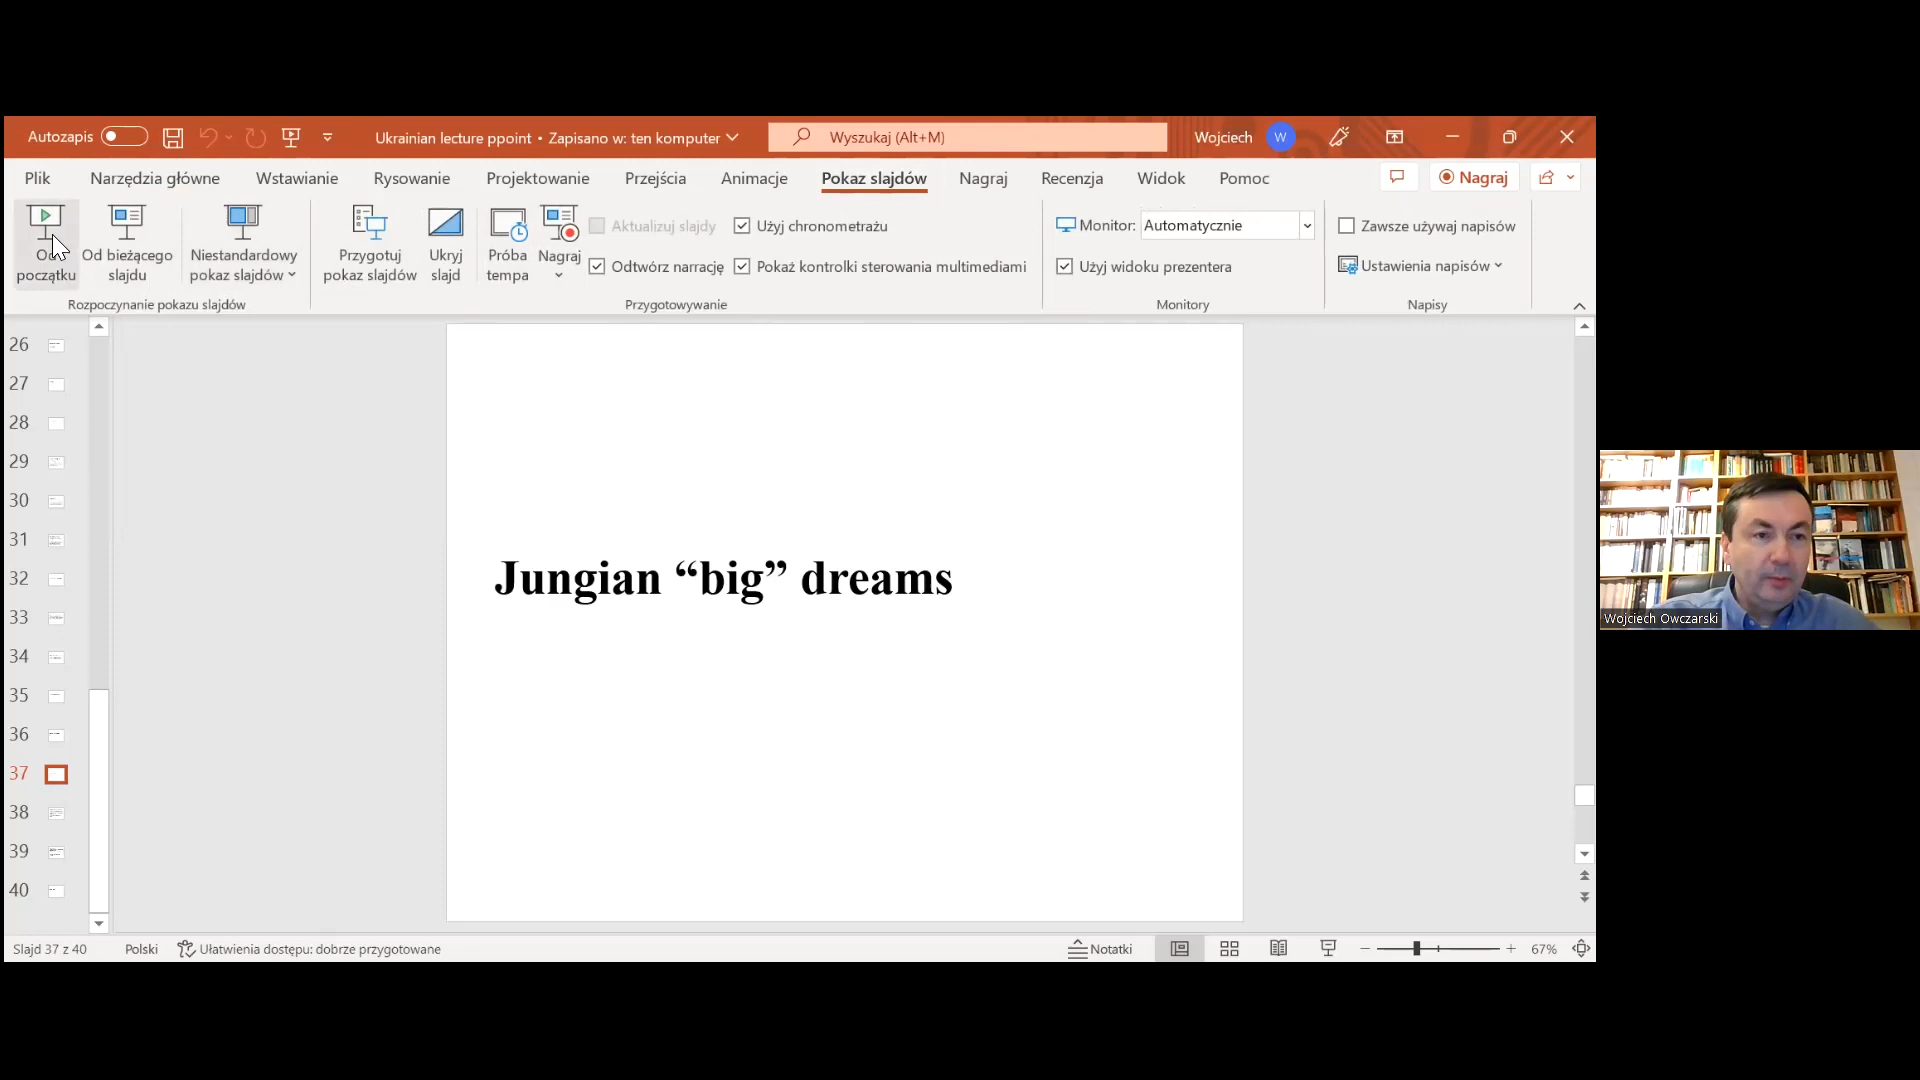 Autozapis
Ukrainian lecture ppoint • Zapisano w: ten komputer
Wyszukaj (Alt+M)
Wojciech W
Plik Narzędzia główne Wstawianie Rysowanie Projektowanie Przejścia Animacje Pokaz slajdów Nagraj Recenzja Widok Pomoc Nagraj
Od początku
Od bieżącego slajdu
Niestandardowy pokaz slajdów
Rozpoczynanie pokazu slajdów
Przygotuj pokaz slajdów
Ukryj slajd
Próba tempa
Nagraj
Aktualizuj slajdy
Odtwórz narrację
Użyj chronometrażu
Pokaż kontrolki sterowania multimediami
Przygotowywanie
Monitor: Automatycznie
Użyj widoku prezentera
Monitory
Zawsze używaj napisów
Ustawienia napisów
Napisy
26
27
28
29
30
31
32
33
34
35
36
37
38
39
40
Jungian “big” dreams
Wojciech Owczarski
Slajd 37 z 40 Polski Ułatwienia dostępu: dobrze przygotowane Notatki 67%